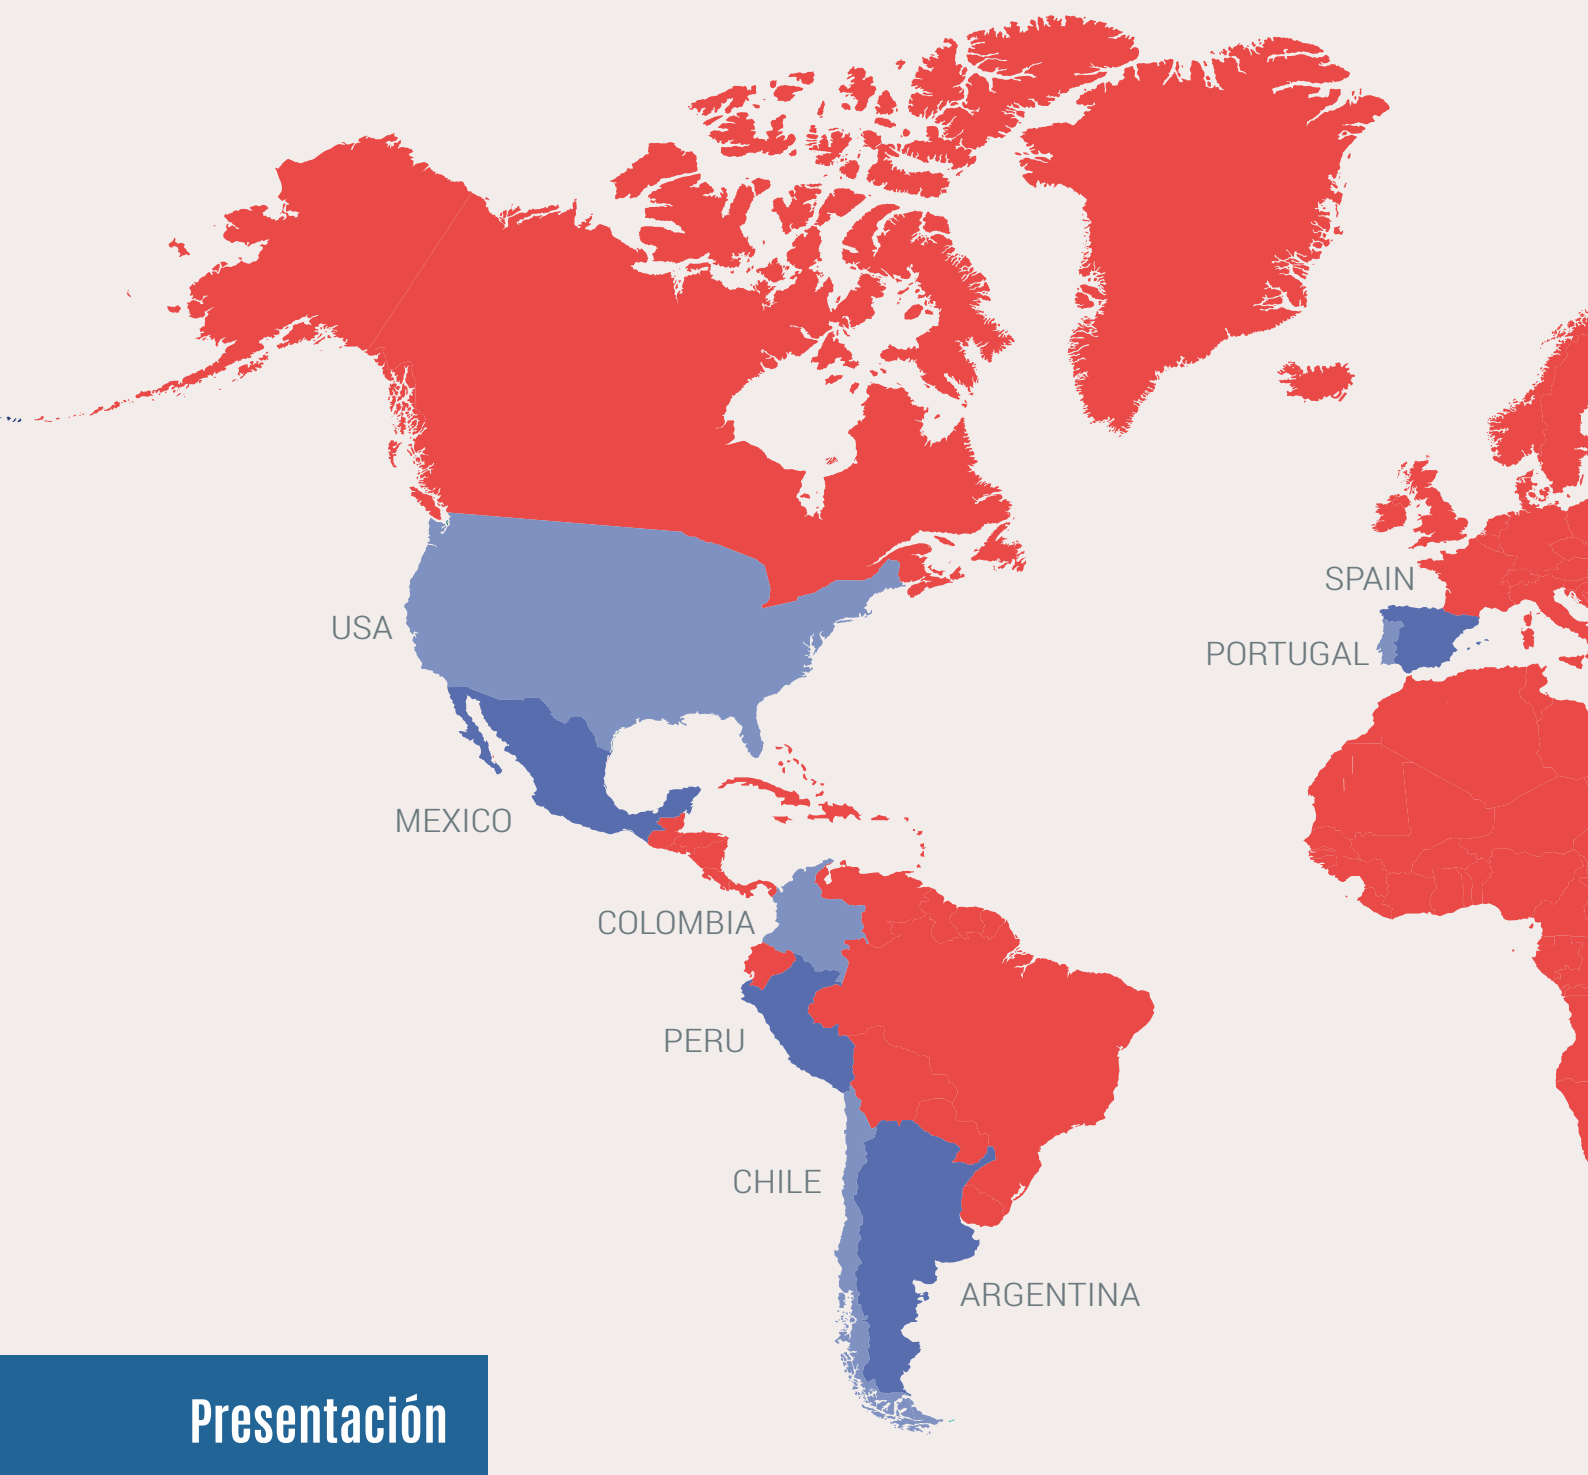 SPAIN
USA
PORTUGAL
MEXICO
COLOMBIA
PERU
CHILE
ARGENTINA
Presentación